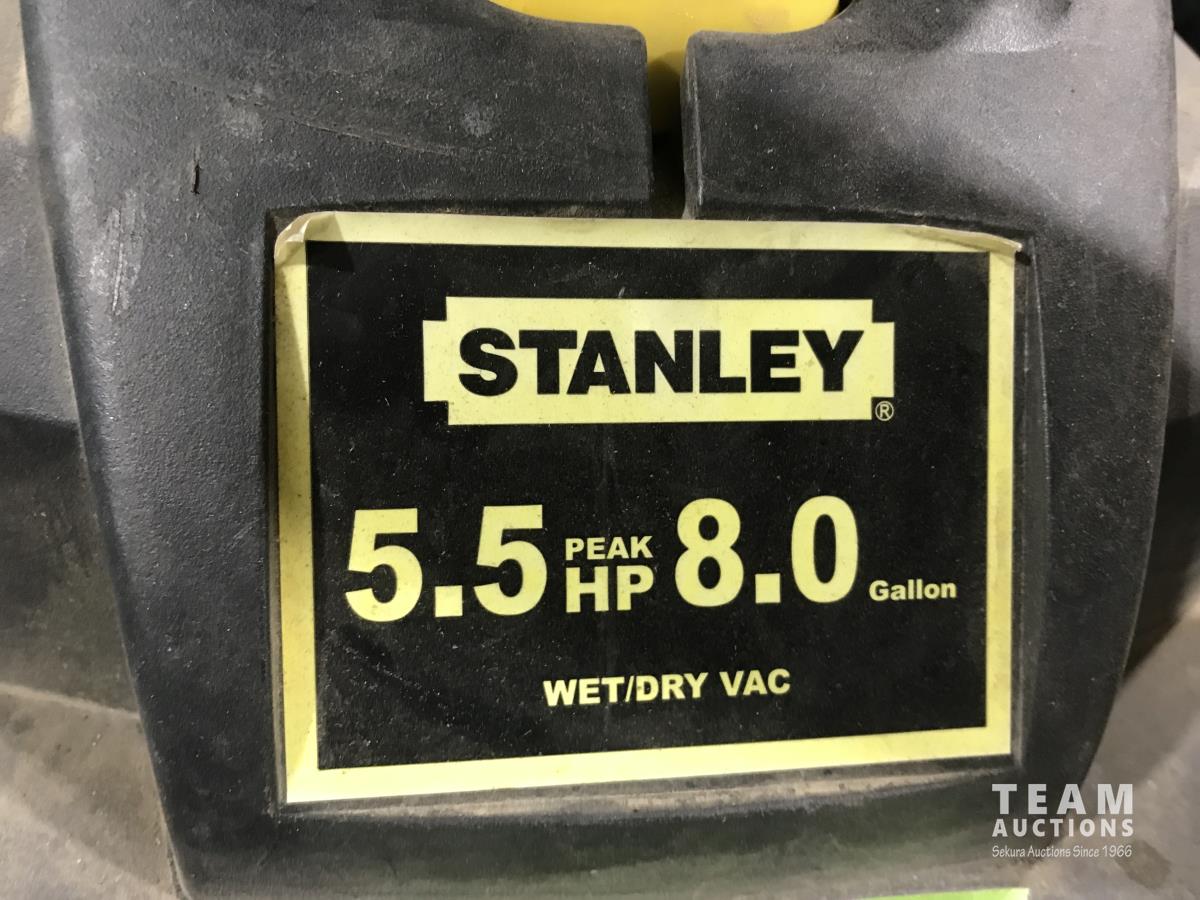 STANLEY®
5.5 PEAK HP 8.0 Gallon
WET/DRY VAC
TEAM
AUCTIONS
Sekura Auctions Since 1966